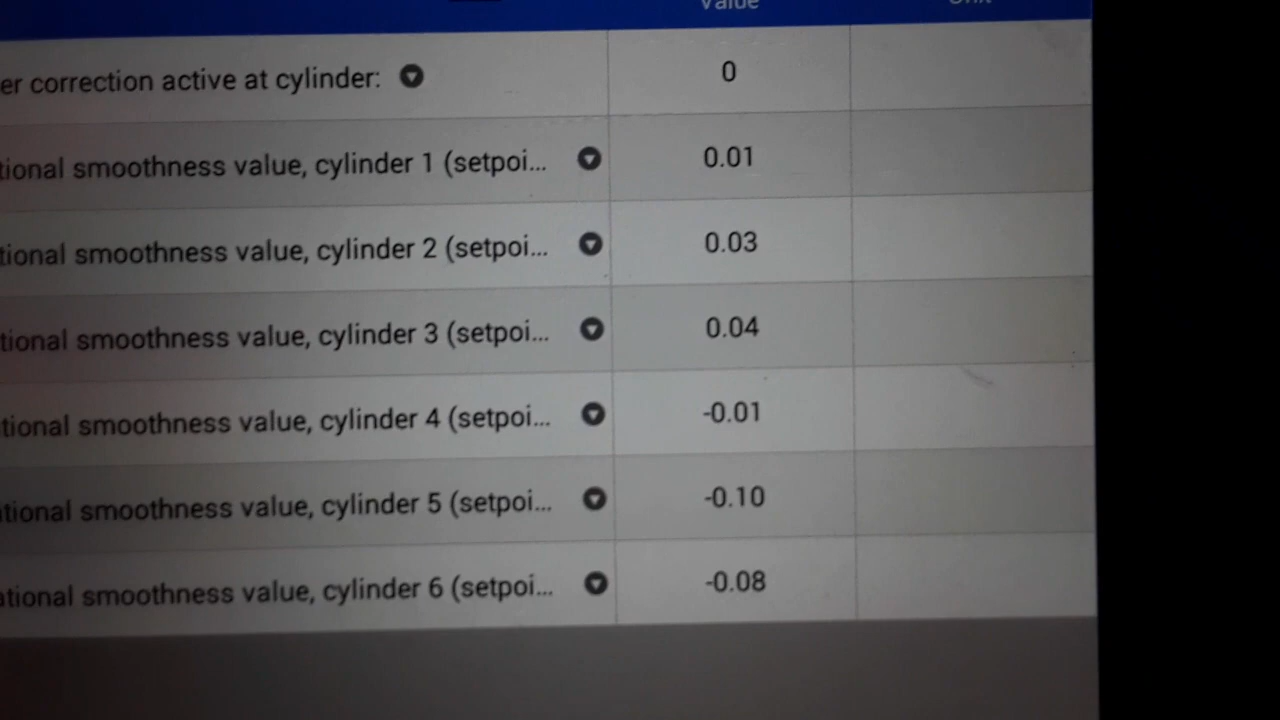 Value Unit
er correction active at cylinder: 0
tional smoothness value, cylinder 1 (setpoi... 0.01
tional smoothness value, cylinder 2 (setpoi... 0.03
tional smoothness value, cylinder 3 (setpoi... 0.04
tional smoothness value, cylinder 4 (setpoi... -0.01
tional smoothness value, cylinder 5 (setpoi... -0.10
ational smoothness value, cylinder 6 (setpoi... -0.08